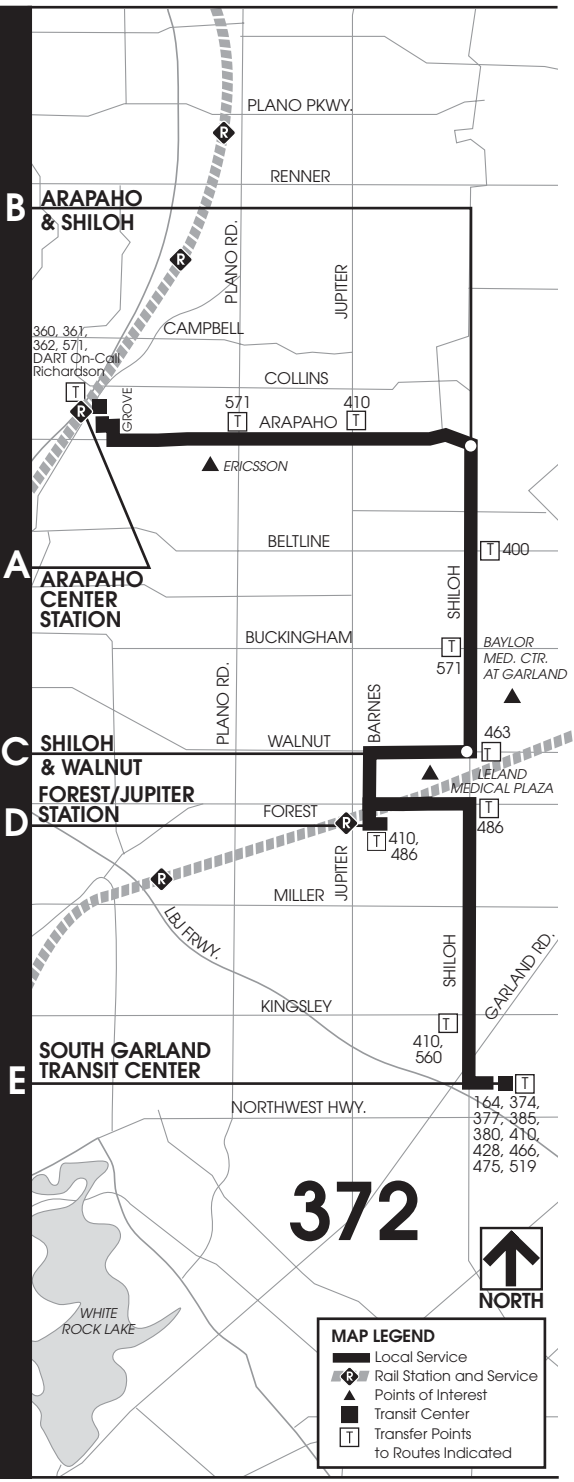 PLANO PKWY.
R
RENNER
B
ARAPAHO
& SHILOH
PLANO RD.
JUPITER
R
360, 361,
362, 571,
DART On-Call
Richardson
CAMPBELL
COLLINS
T
R
GROVE
571
T
ARAPAHO
410
T
ERICSSON
BELTLINE
T 400
A
ARAPAHO
CENTER
STATION
SHILOH
BUCKINGHAM
T
571
BAYLOR
MED. CTR.
AT GARLAND
PLANO RD.
BARNES
463
T
C
SHILOH
& WALNUT
WALNUT
LELAND
MEDICAL PLAZA
FOREST/JUPITER
STATION
D
FOREST
R
T
486
T 410,
486
JUPITER
R
MILLER
LBJ FRWY.
SHILOH
GARLAND RD.
KINGSLEY
T
410,
560
SOUTH GARLAND
TRANSIT CENTER
E
T
NORTHWEST HWY.
164, 374,
377, 385,
380, 410,
428, 466,
475, 519
372
NORTH
WHITE
ROCK LAKE
MAP LEGEND
Local Service
R Rail Station and Service
Points of Interest
Transit Center
T Transfer Points
to Routes Indicated